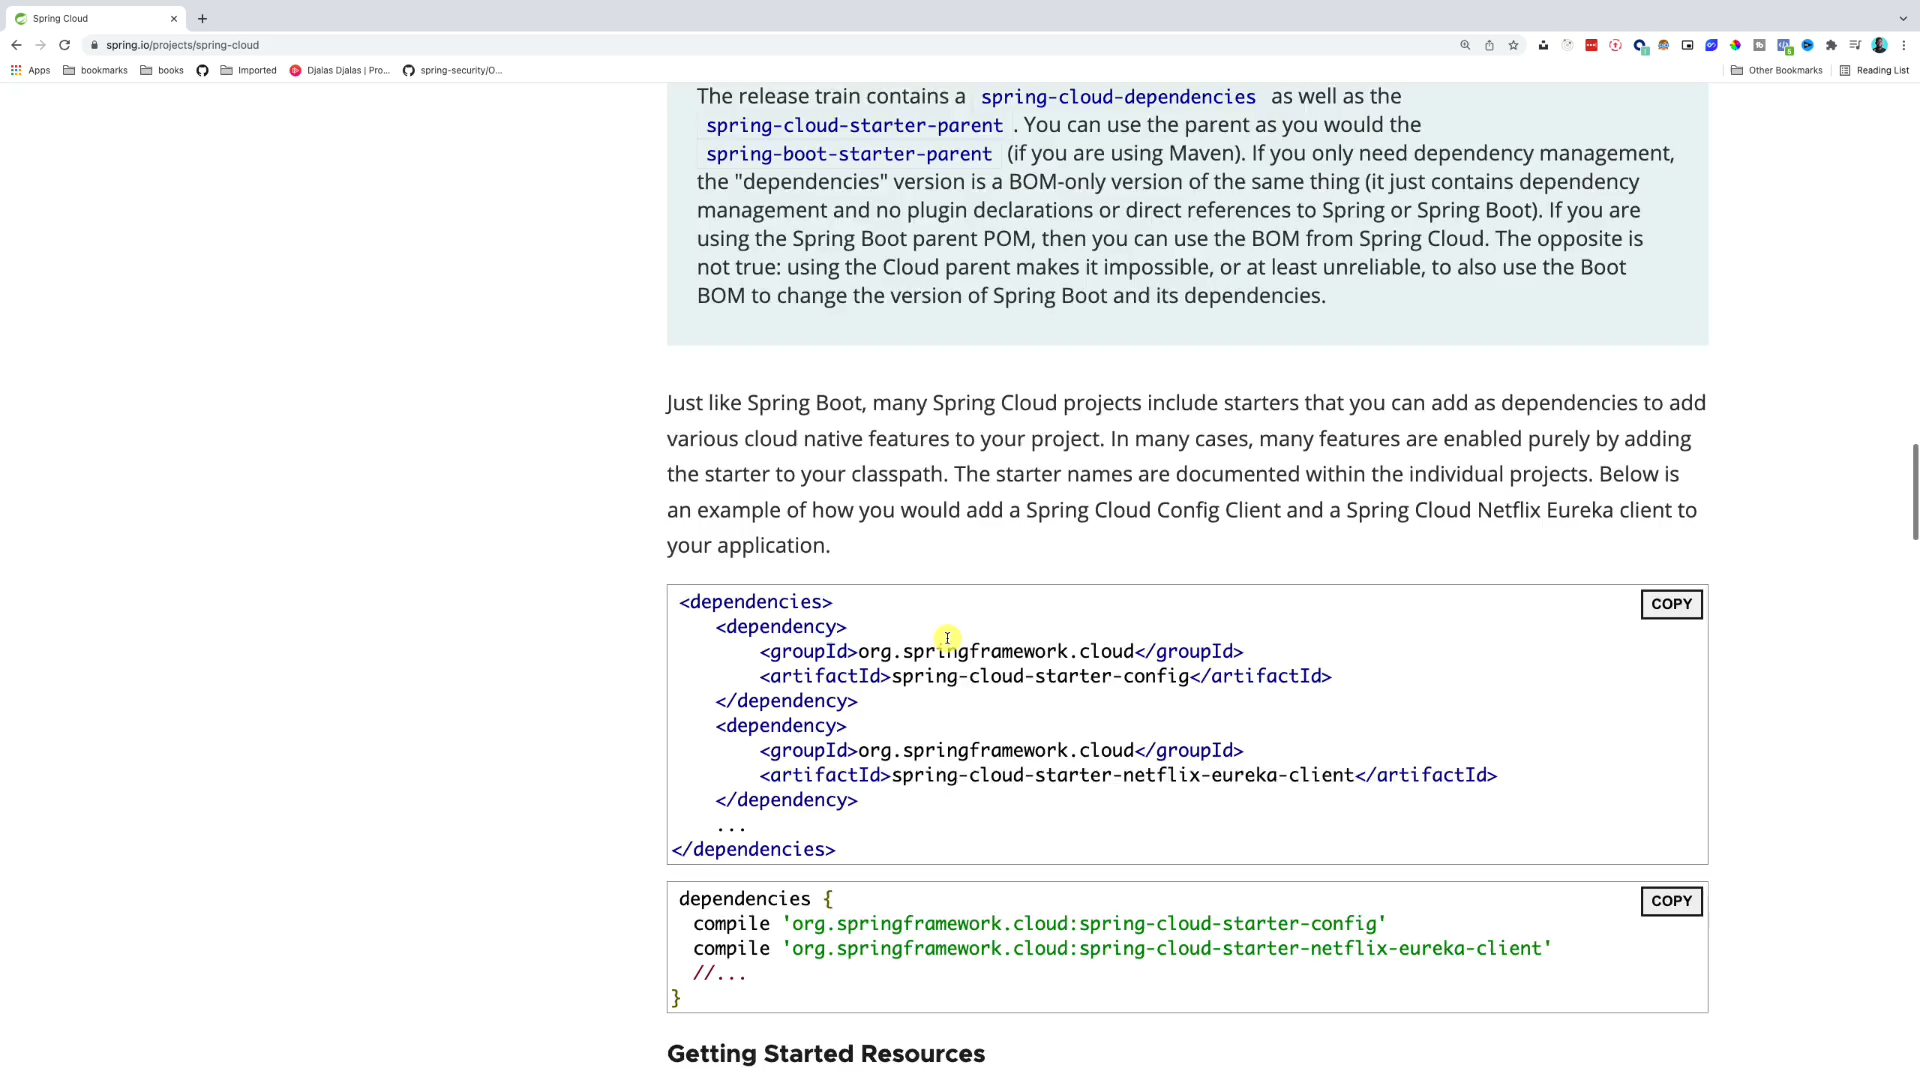 Spring Cloud
spring.io/projects/spring-cloud
Apps bookmarks books Imported Djalas Djalas | Pro... spring-security/O... Other Bookmarks Reading List
The release train contains a spring-cloud-dependencies as well as the
spring-cloud-starter-parent . You can use the parent as you would the
spring-boot-starter-parent (if you are using Maven). If you only need dependency management,
the "dependencies" version is a BOM-only version of the same thing (it just contains dependency
management and no plugin declarations or direct references to Spring or Spring Boot). If you are
using the Spring Boot parent POM, then you can use the BOM from Spring Cloud. The opposite is
not true: using the Cloud parent makes it impossible, or at least unreliable, to also use the Boot
BOM to change the version of Spring Boot and its dependencies.
Just like Spring Boot, many Spring Cloud projects include starters that you can add as dependencies to add
various cloud native features to your project. In many cases, many features are enabled purely by adding
the starter to your classpath. The starter names are documented within the individual projects. Below is
an example of how you would add a Spring Cloud Config Client and a Spring Cloud Netflix Eureka client to
your application.
<dependencies>
COPY
<dependency>
<groupId>org.springframework.cloud</groupId>
<artifactId>spring-cloud-starter-config</artifactId>
</dependency>
<dependency>
<groupId>org.springframework.cloud</groupId>
<artifactId>spring-cloud-starter-netflix-eureka-client</artifactId>
</dependency>
...
</dependencies>
dependencies {
COPY
compile 'org.springframework.cloud:spring-cloud-starter-config'
compile 'org.springframework.cloud:spring-cloud-starter-netflix-eureka-client'
//...
}
Getting Started Resources